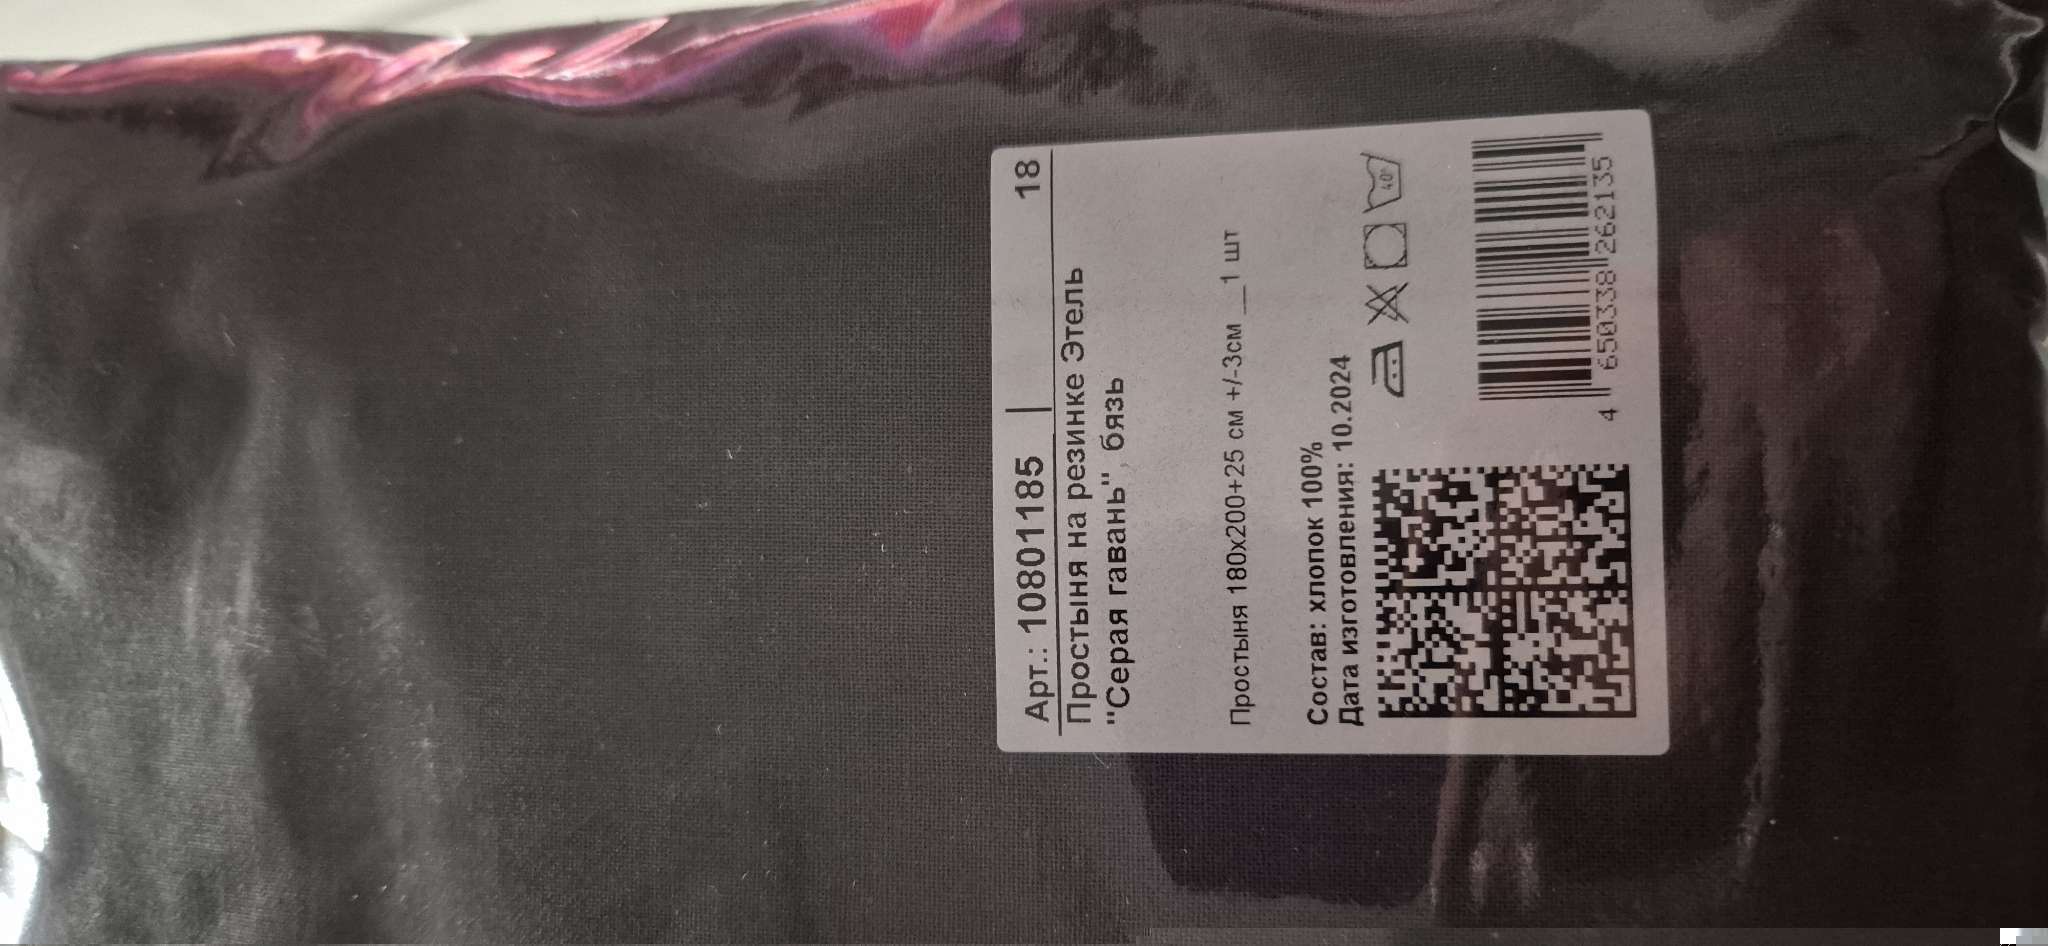 Арт.: 10801185 | 18
Простыня на резинке Этель
"Серая гавань", бязь
Простыня 180х200+25 см +/-3см __1 шт
Состав: хлопок 100%
Дата изготовления: 10.2024
40°
4 650338 262135